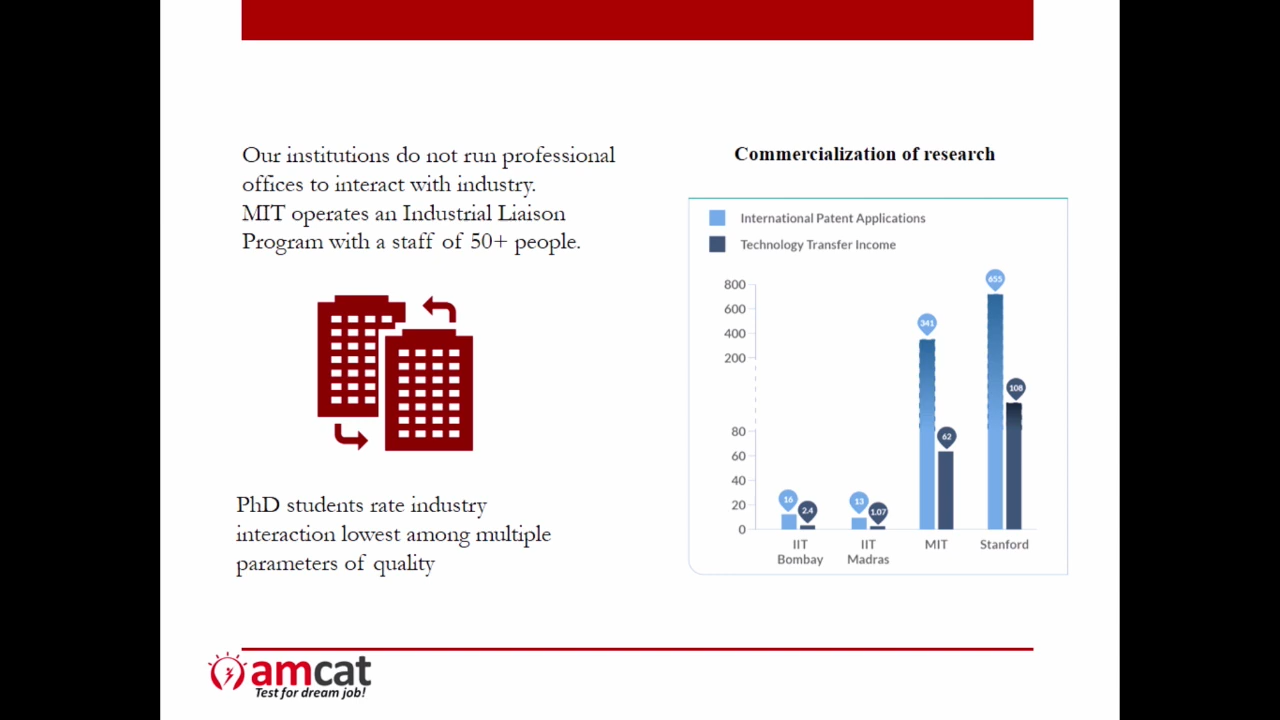 Our institutions do not run professional
offices to interact with industry.
MIT operates an Industrial Liaison
Program with a staff of 50+ people.
PhD students rate industry
interaction lowest among multiple
parameters of quality
Commercialization of research
International Patent Applications
Technology Transfer Income
800
600
400
200
80
60
40
20
0
16
2.4
13
1.07
341
62
655
108
IIT
Bombay
IIT
Madras
MIT
Stanford
amcat
Test for dream job!